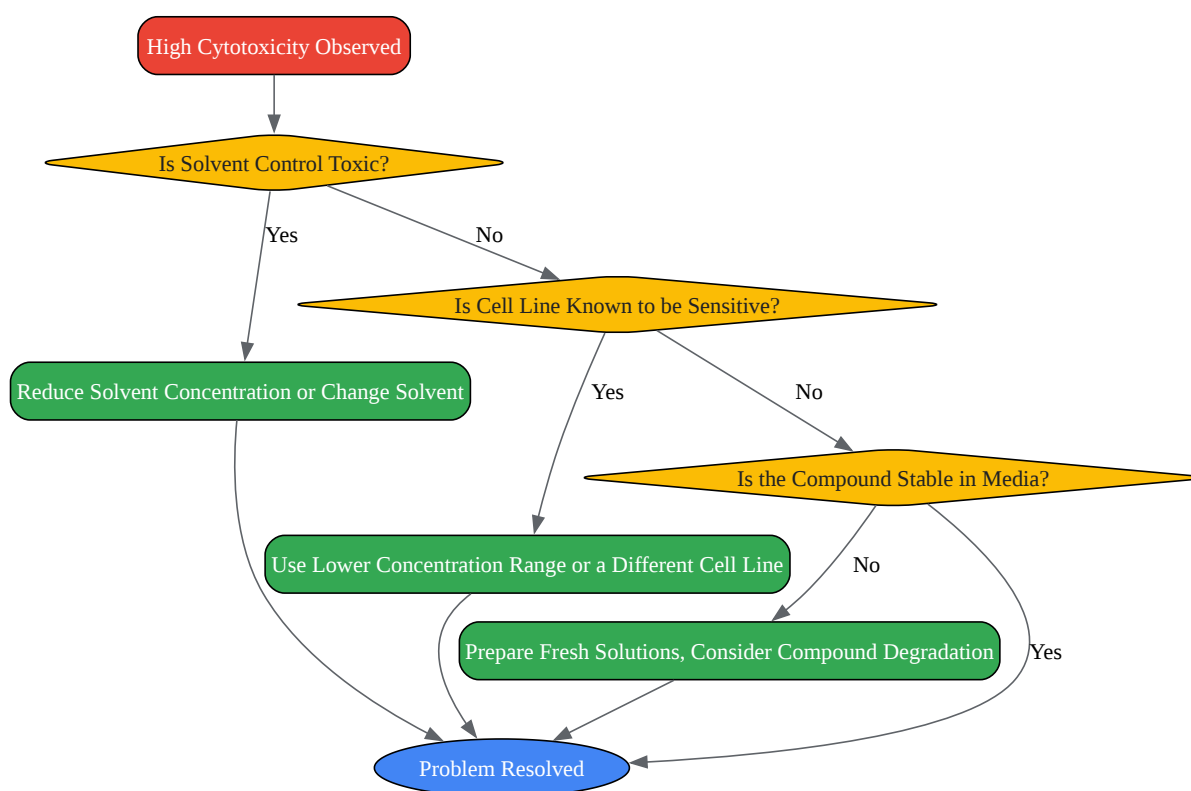 High Cytotoxicity Observed
Is Solvent Control Toxic?
Yes
No
Is Cell Line Known to be Sensitive?
Reduce Solvent Concentration or Change Solvent
Yes
No
Is the Compound Stable in Media?
Use Lower Concentration Range or a Different Cell Line
No
Prepare Fresh Solutions, Consider Compound Degradation
Yes
Problem Resolved